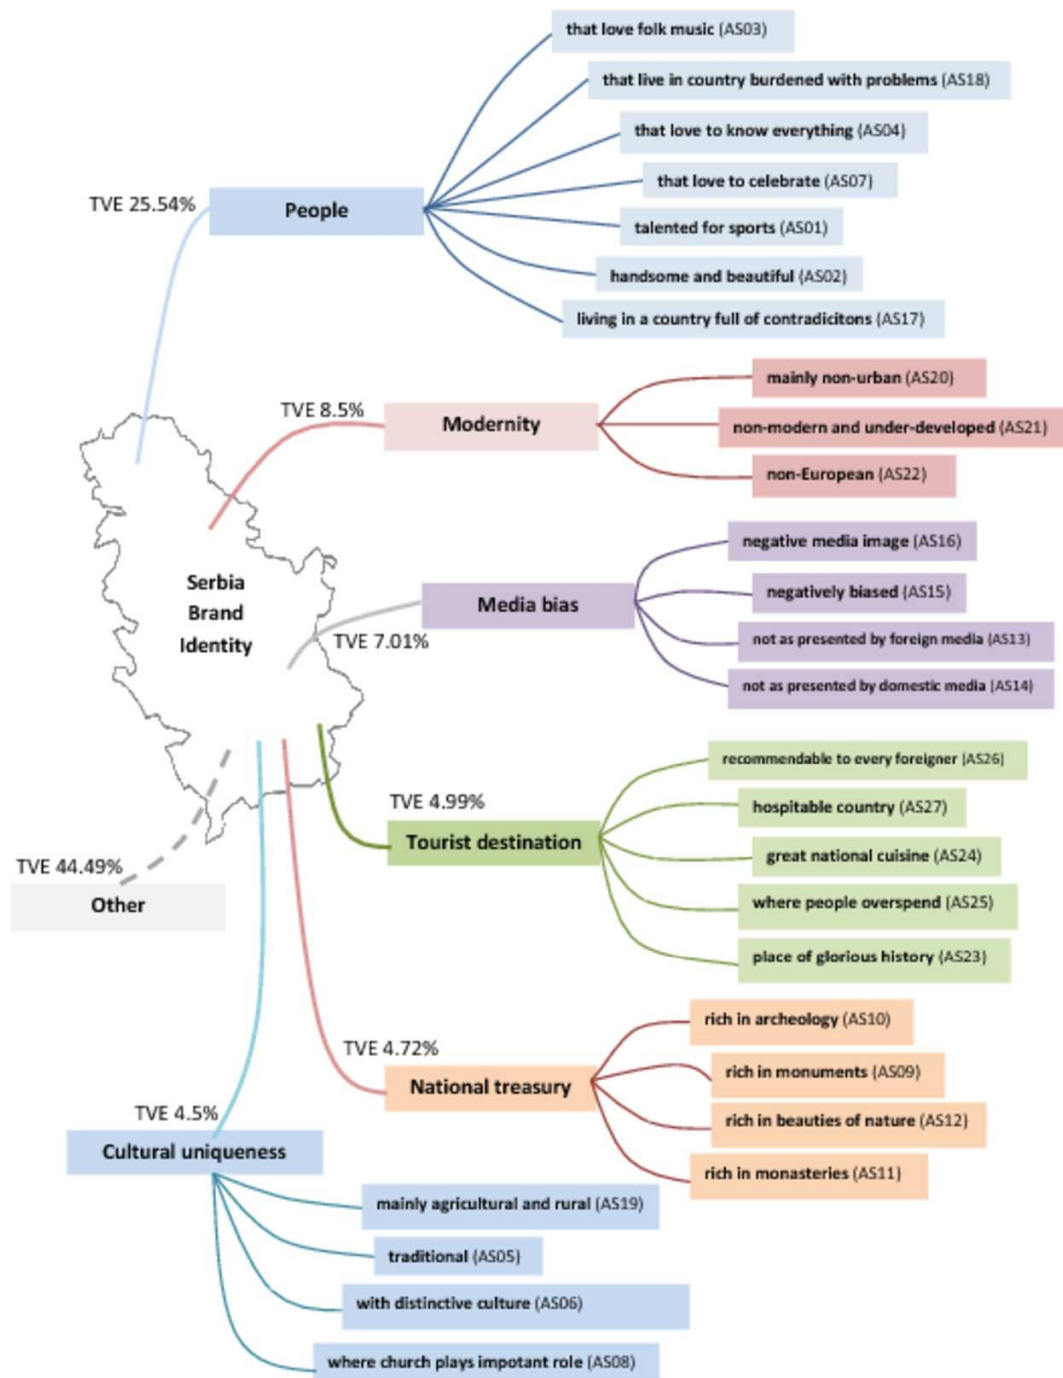 that love folk music (AS03)
that live in country burdened with problems (AS18)
that love to know everything (AS04)
that love to celebrate (AS07)
TVE 25.54%
People
talented for sports (AS01)
handsome and beautiful (AS02)
living in a country full of contradicitons (AS17)
TVE 8.5%
Modernity
mainly non-urban (AS20)
non-modern and under-developed (AS21)
non-European (AS22)
Serbia
Brand
Identity
TVE 7.01%
Media bias
negative media image (AS16)
negatively biased (AS15)
not as presented by foreign media (AS13)
not as presented by domestic media (AS14)
TVE 4.99%
Tourist destination
recommendable to every foreigner (AS26)
hospitable country (AS27)
great national cuisine (AS24)
where people overspend (AS25)
place of glorious history (AS23)
TVE 44.49%
Other
TVE 4.72%
National treasury
rich in archeology (AS10)
rich in monuments (AS09)
rich in beauties of nature (AS12)
rich in monasteries (AS11)
TVE 4.5%
Cultural uniqueness
mainly agricultural and rural (AS19)
traditional (AS05)
with distinctive culture (AS06)
where church plays impotant role (AS08)